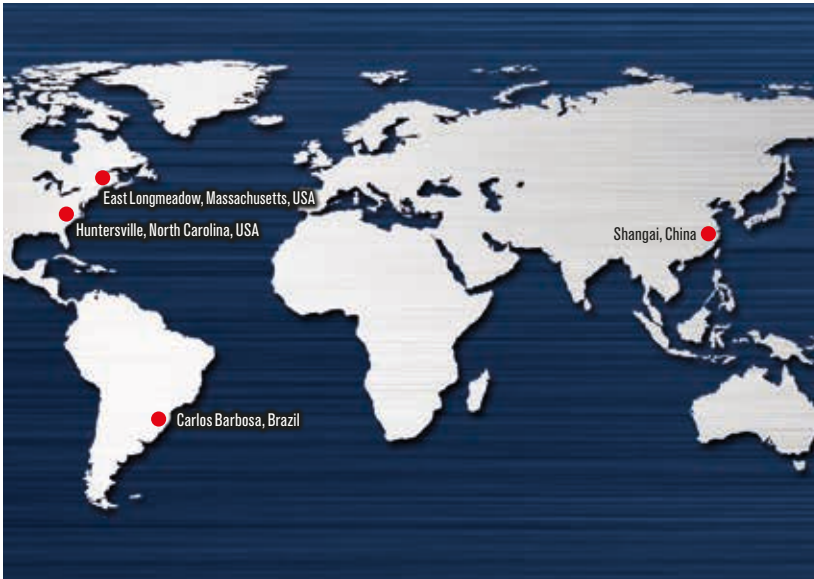 East Longmeadow, Massachusetts, USA
Huntersville, North Carolina, USA
Shangai, China
Carlos Barbosa, Brazil